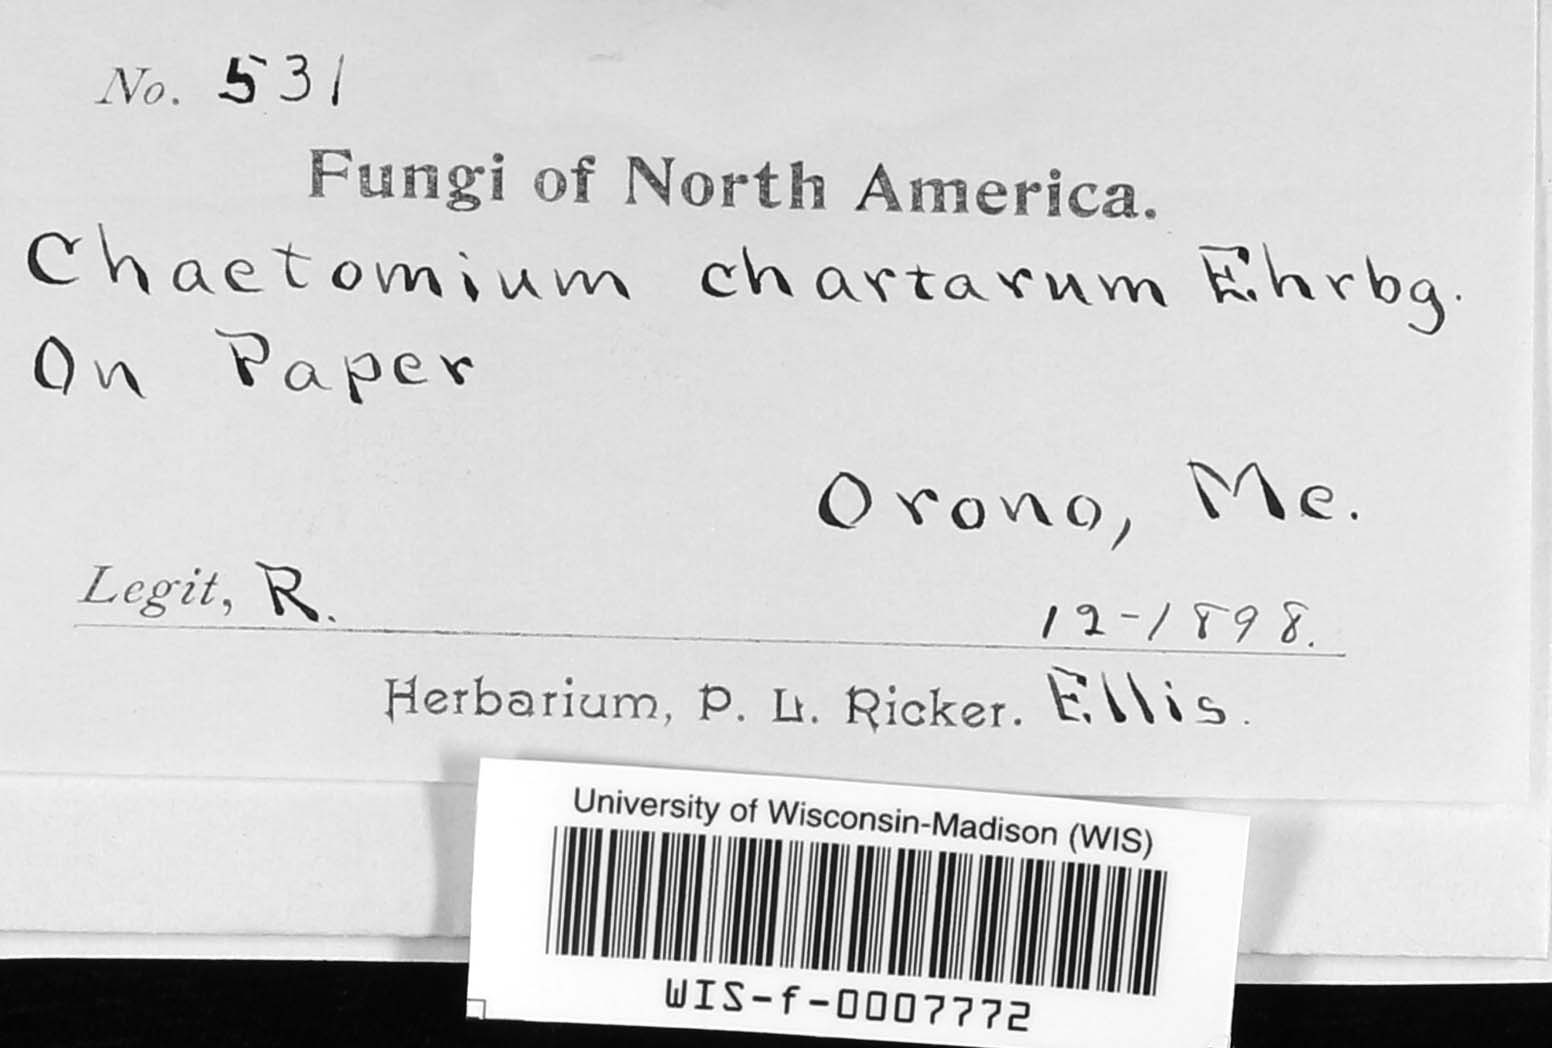 No. 531
Fungi of North America.
Chaetomium chartarum Ehrbg.
On Paper
Orono, Me.
Legit, R.
12-1898.
Herbarium, P. L. Ricker. Ellis.
University of Wisconsin-Madison (WIS)
WIS-f-0007772